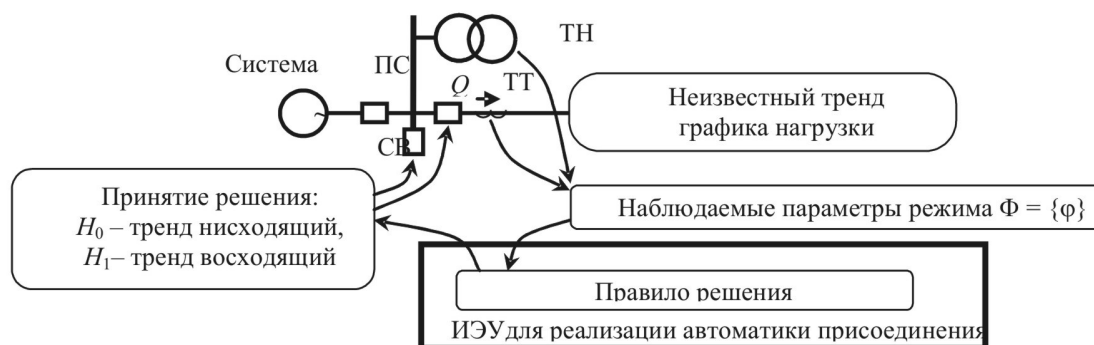 ТН
Система
ПС
Q
ТТ
~
Неизвестный тренд
графика нагрузки
СВ
Принятие решения:
H0 – тренд нисходящий,
H1– тренд восходящий
Наблюдаемые параметры режима Φ = {φ}
Правило решения
ИЭУдля реализации автоматики присоединения